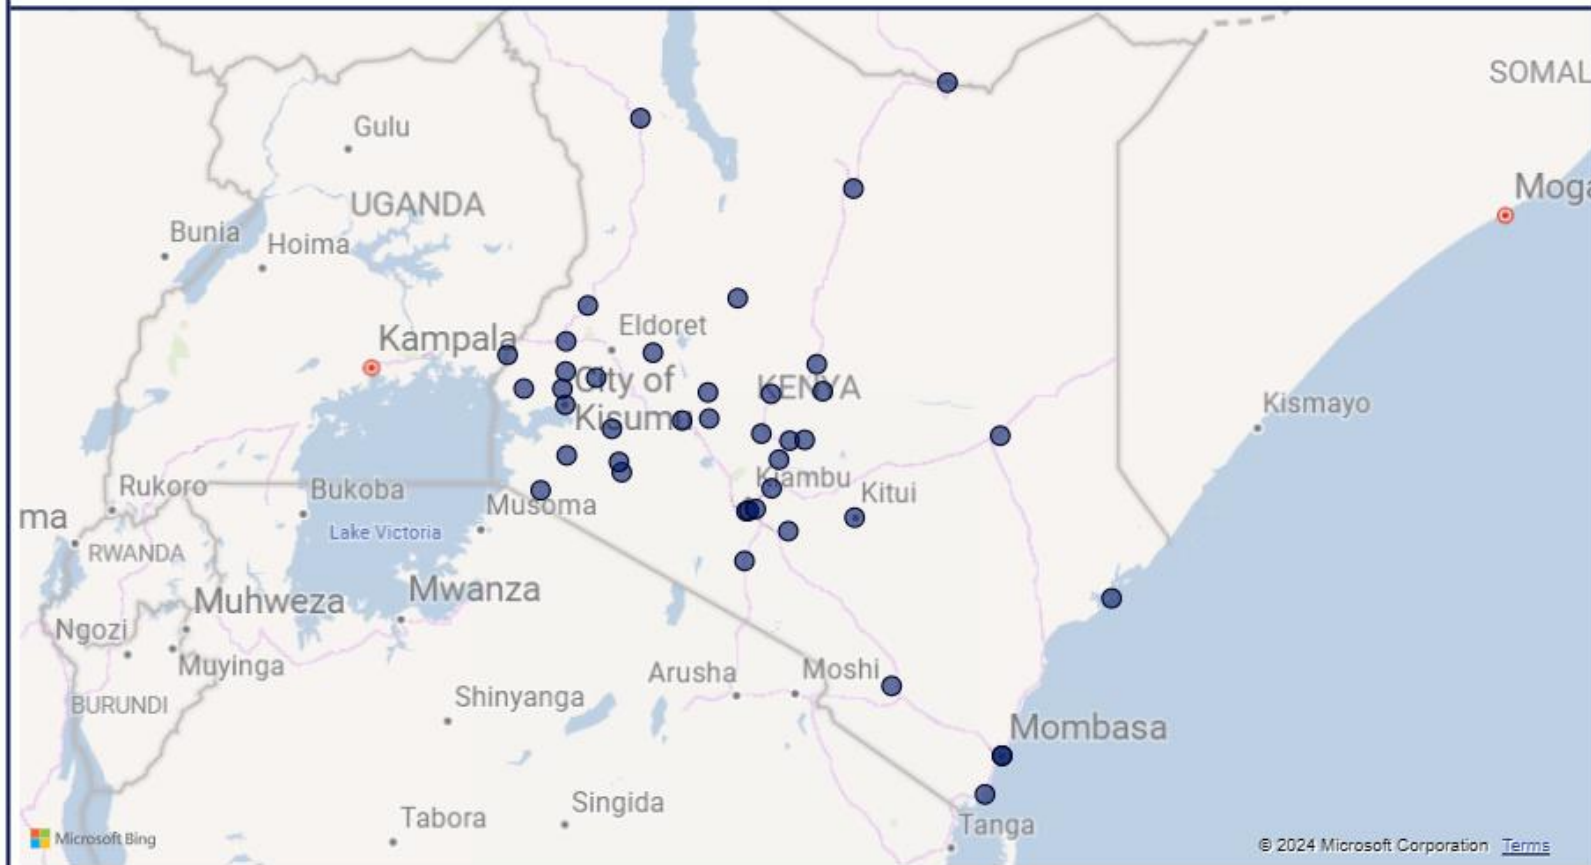 SOMAL
Gulu
Moga
UGANDA
Bunia
Hoima
Eldoret
Kampala
City of
Kisumu
KENYA
Kismayo
Kiambu
Rukoro
Bukoba
Kitui
Musoma
ma
Lake Victoria
RWANDA
Mwanza
Muhweza
Ngozi
Muyinga
Arusha
Moshi
Shinyanga
BURUNDI
Mombasa
Singida
Tabora
Tanga
Microsoft Bing
© 2024 Microsoft Corporation Terms